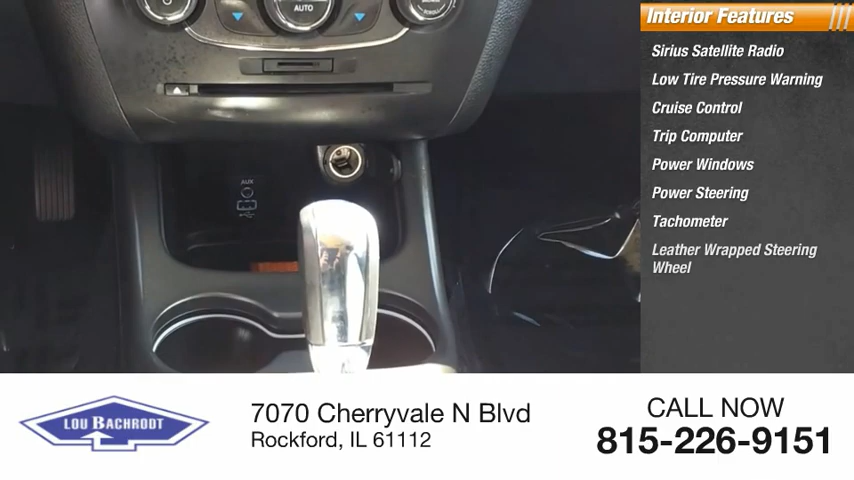 AUTO
SCROLL
AUX
Interior Features
Sirius Satellite Radio
Low Tire Pressure Warning
Cruise Control
Trip Computer
Power Windows
Power Steering
Tachometer
Leather Wrapped Steering
Wheel
LOU BACHRODT
7070 Cherryvale N Blvd
Rockford, IL 61112
CALL NOW
815-226-9151